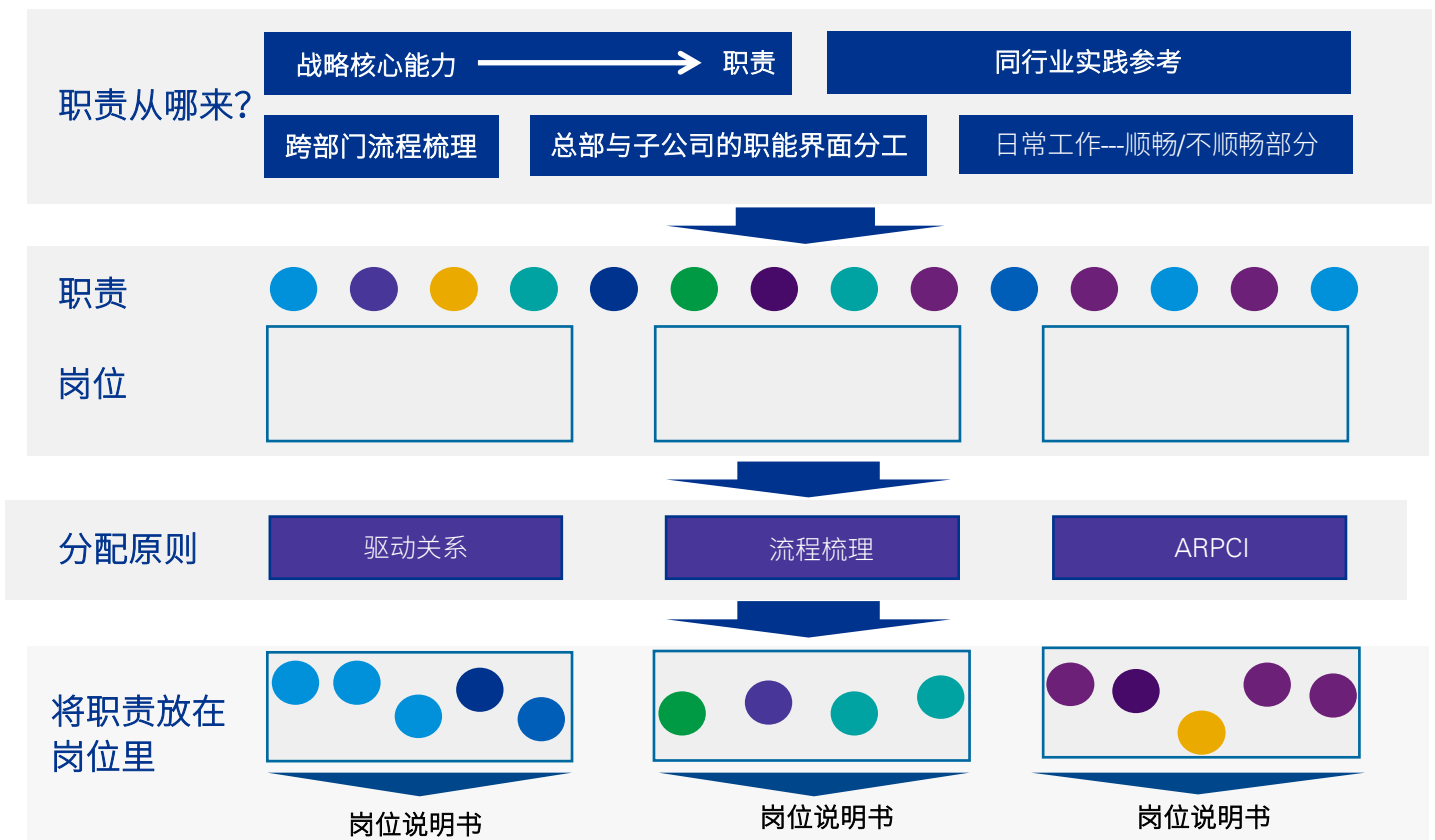 职责从哪来?
战略核心能力
职责
同行业实践参考
跨部门流程梳理
总部与子公司的职能界面分工
日常工作---顺畅/不顺畅部分
职责
岗位
分配原则
驱动关系
流程梳理
ARPCI
将职责放在
岗位里
岗位说明书
岗位说明书
岗位说明书